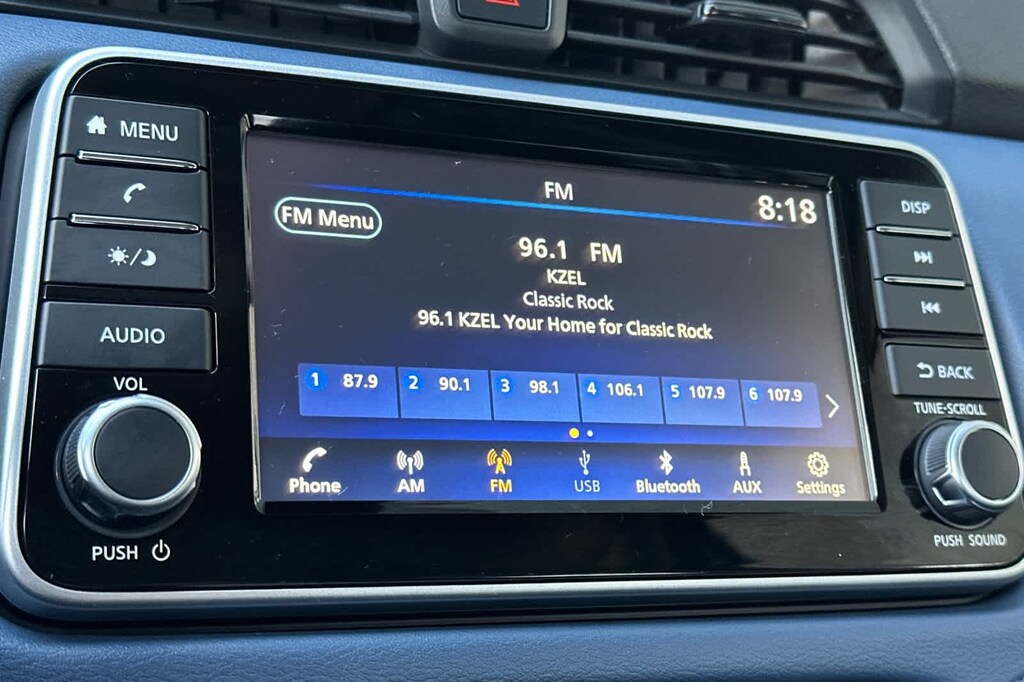 MENU
AUDIO
VOL
PUSH
FM
8:18
FM Menu
96.1 FM
KZEL
Classic Rock
96.1 KZEL Your Home for Classic Rock
1 87.9 2 90.1 3 98.1 4 106.1 5 107.9 6 107.9
Phone AM FM USB Bluetooth AUX Settings
DISP
BACK
TUNE·SCROLL
PUSH SOUND